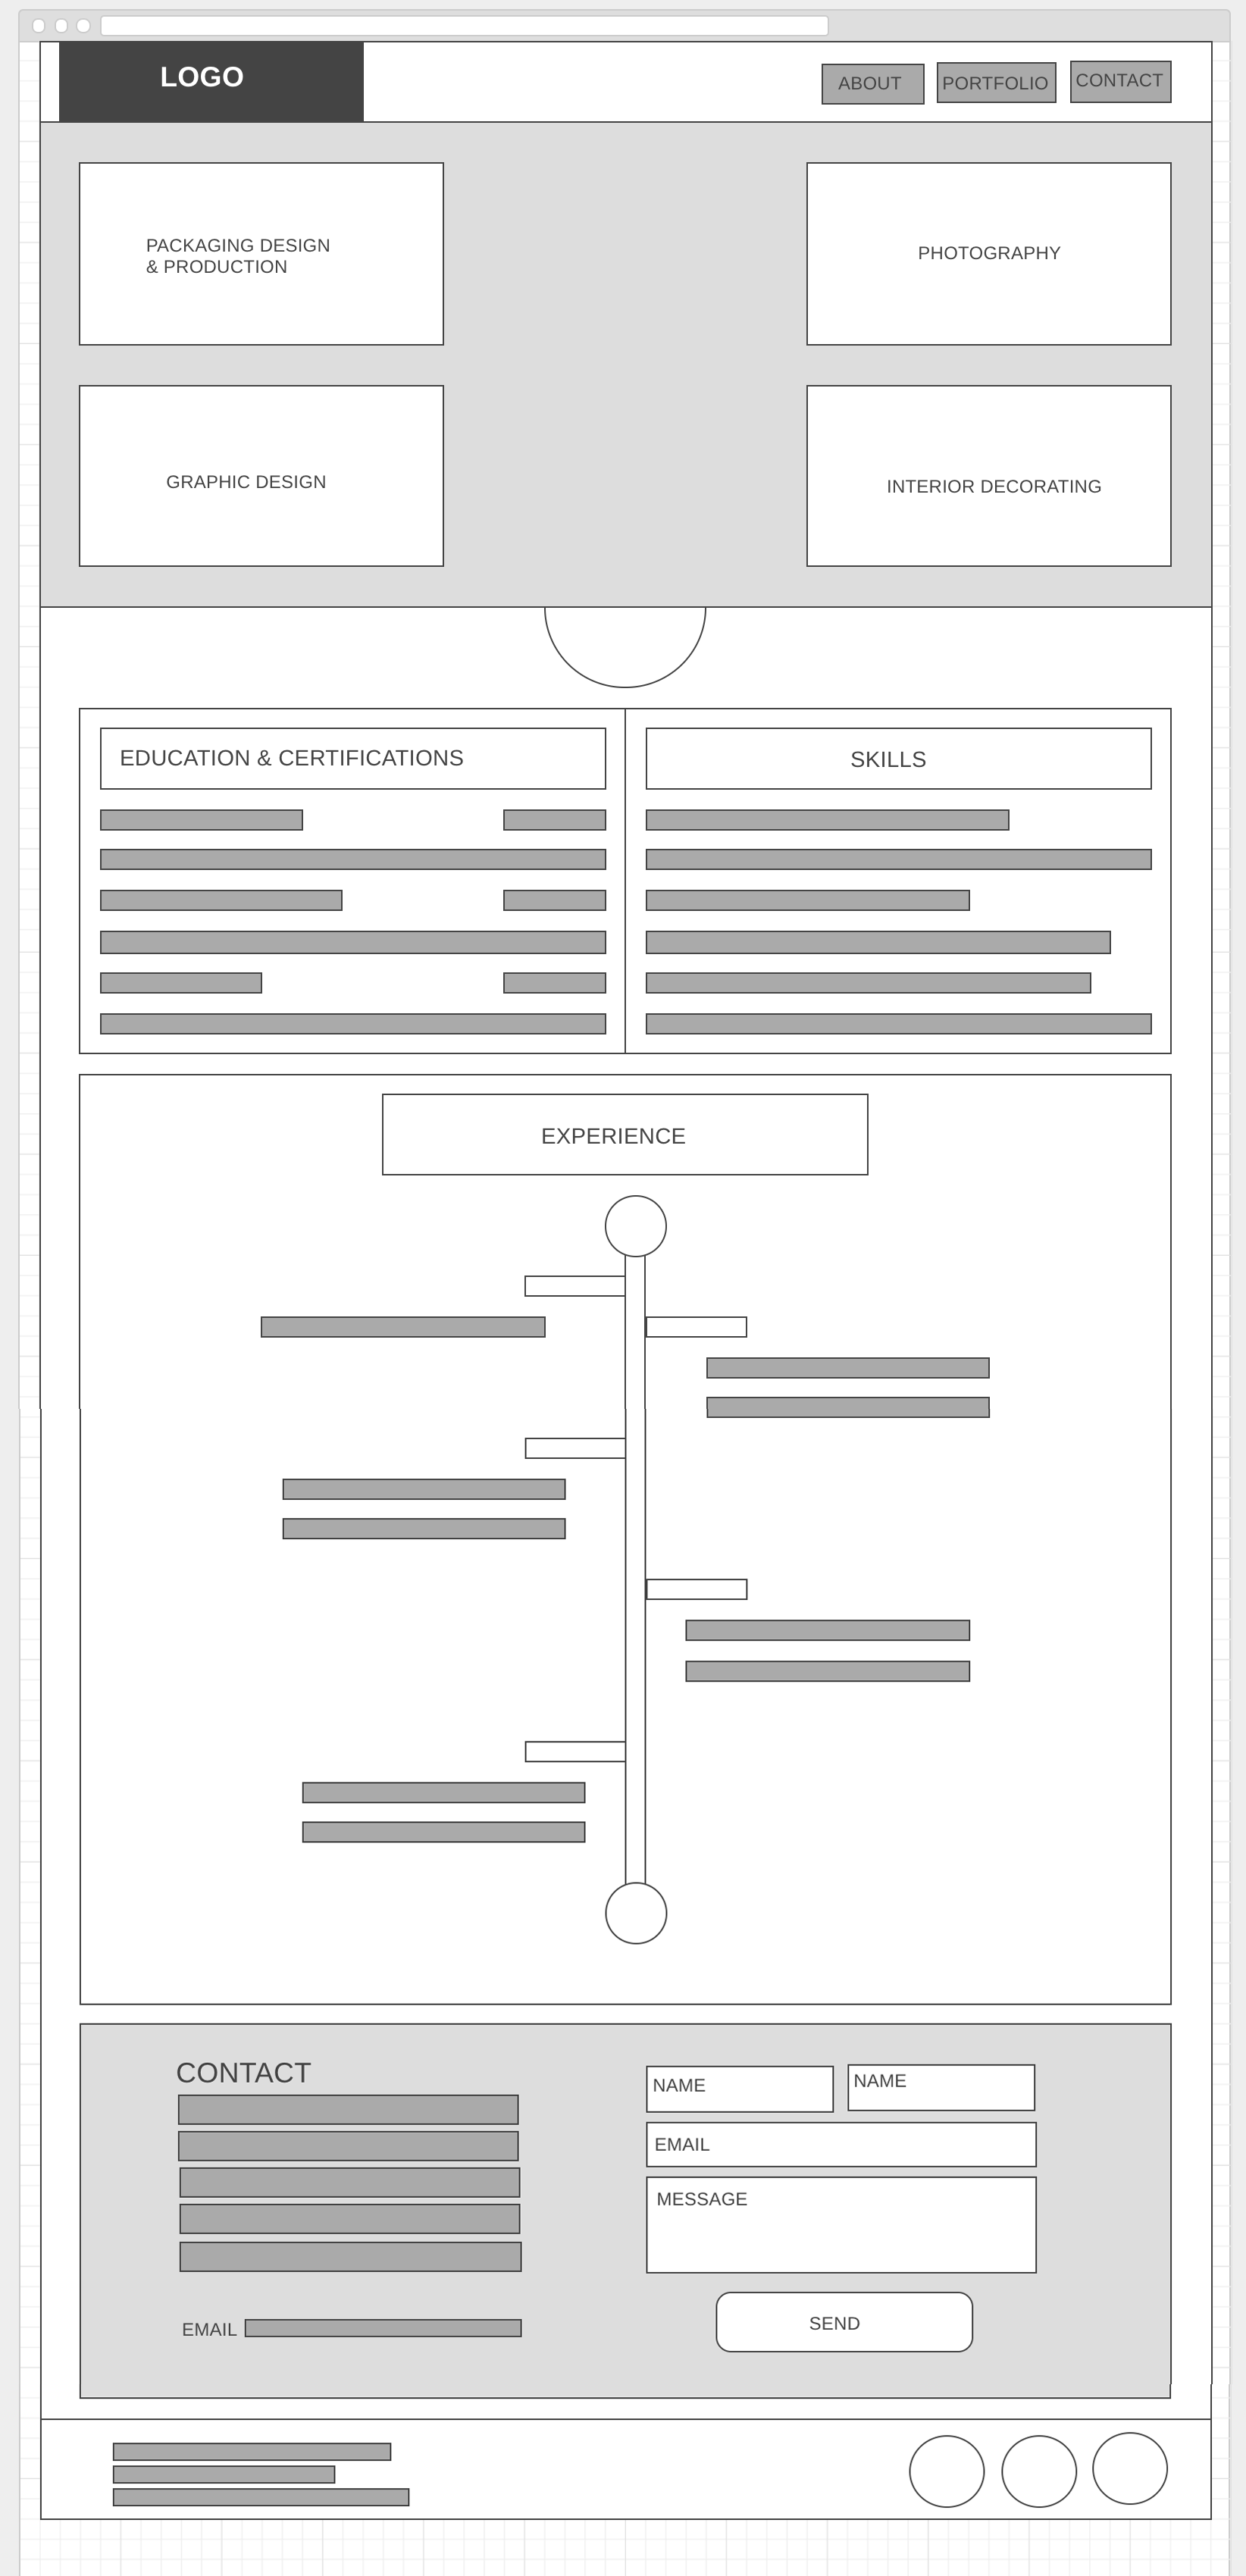 LOGO
ABOUT
PORTFOLIO
CONTACT
PACKAGING DESIGN
& PRODUCTION
PHOTOGRAPHY
GRAPHIC DESIGN
INTERIOR DECORATING
EDUCATION & CERTIFICATIONS
SKILLS
EXPERIENCE
CONTACT
NAME
NAME
EMAIL
MESSAGE
EMAIL
SEND